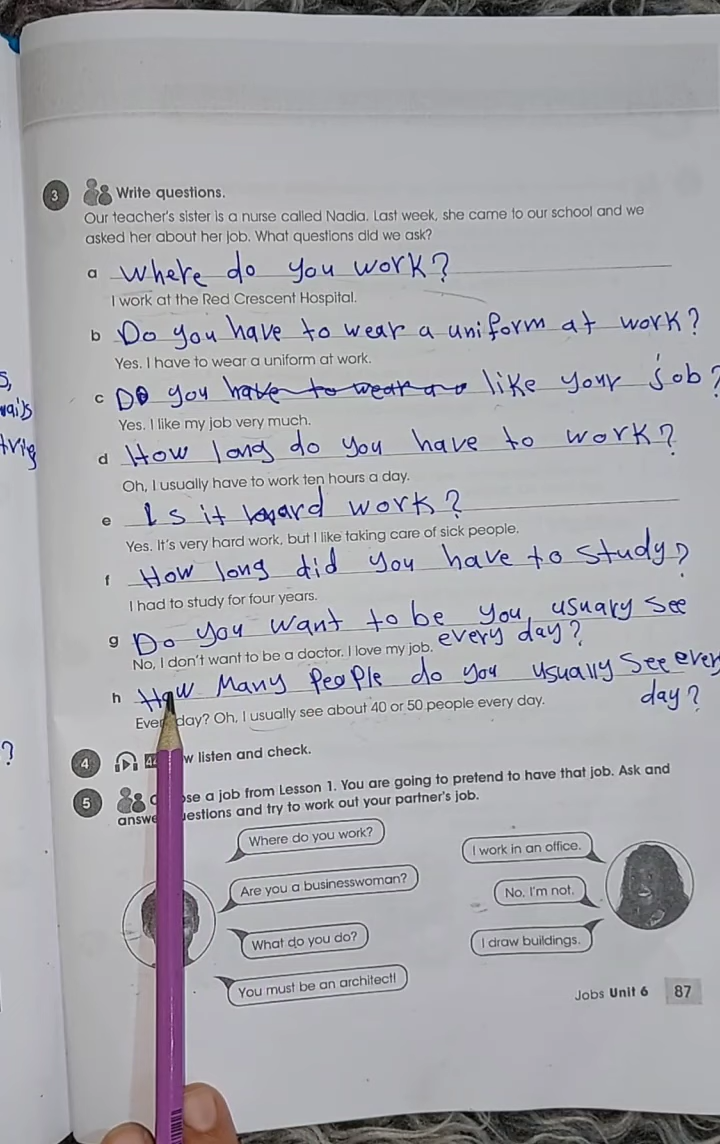 3 Write questions.
Our teacher's sister is a nurse called Nadia. Last week, she came to our school and we
asked her about her job. What questions did we ask?
a Where do you work?
I work at the Red Crescent Hospital.
b Do you have to wear a uniform at work?
Yes. I have to wear a uniform at work.
c Do you have to wear a like your job?
Yes. I like my job very much.
d How long do you have to work?
Oh, I usually have to work ten hours a day.
e Is it hard work?
Yes. It's very hard work, but I like taking care of sick people.
f How long did you have to study?
I had to study for four years.
g Do you want to be you usuary see
every day?
No, I don't want to be a doctor. I love my job.
h How Many People do you usually see every
day?
Every day? Oh, I usually see about 40 or 50 people every day.
4 listen and check.
5 a job from Lesson 1. You are going to pretend to have that job. Ask and
answer questions and try to work out your partner's job.
Where do you work?
I work in an office.
Are you a businesswoman?
No, I'm not.
What do you do?
I draw buildings.
You must be an architect!
Jobs Unit 6 87